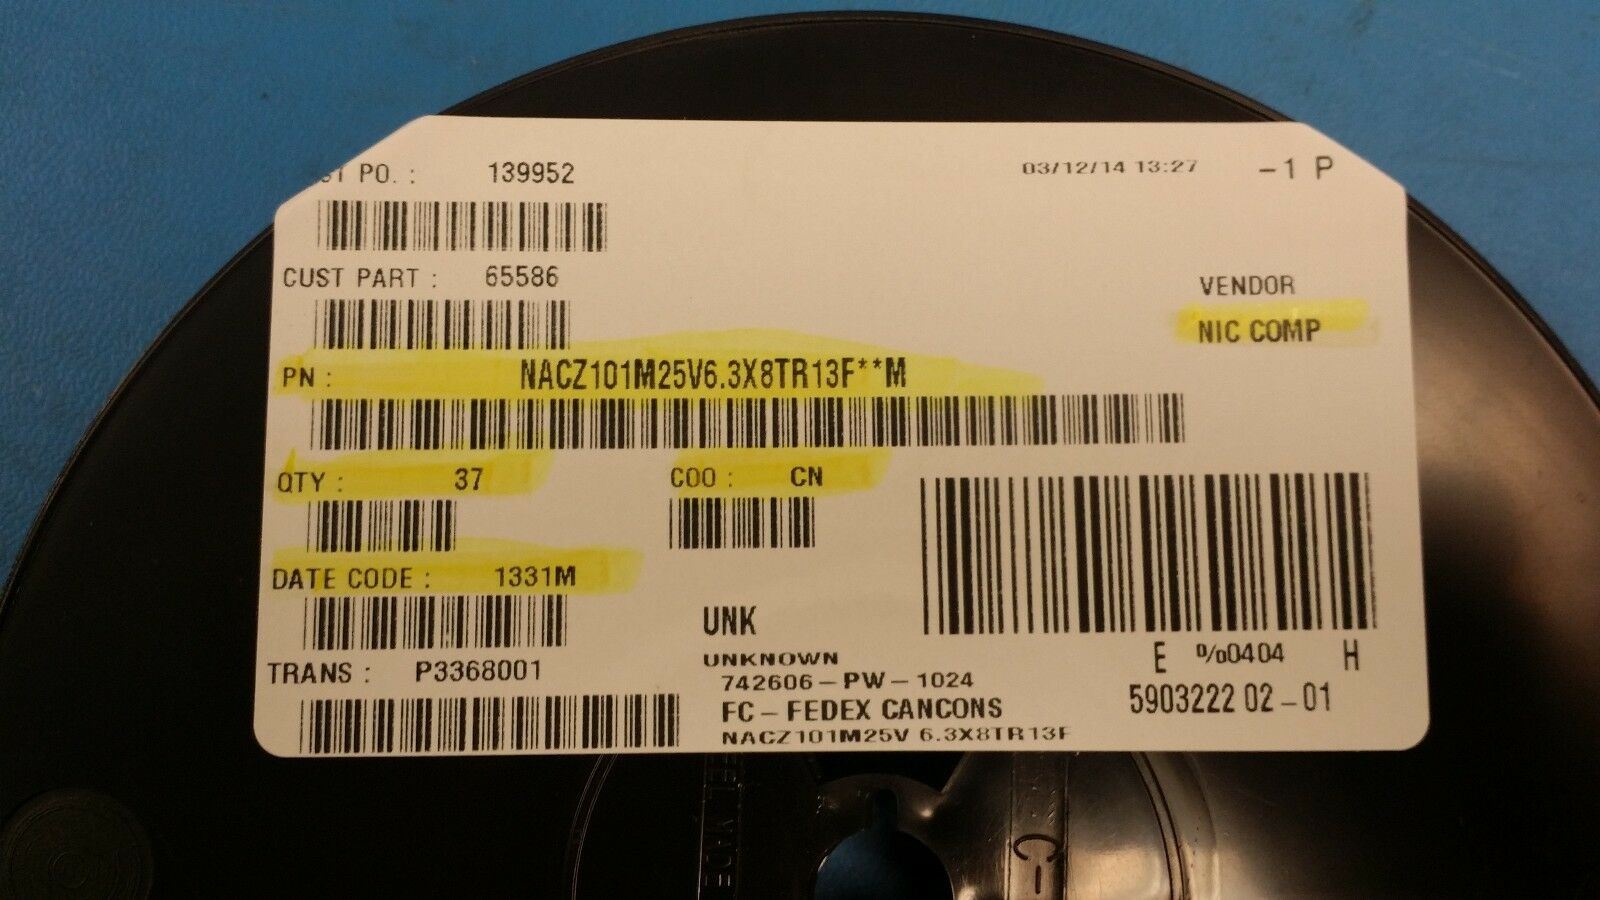 PO. : 139952
03/12/14 13:27 -1 P
CUST PART : 65586
VENDOR
NIC COMP
PN : NACZ101M25V6.3X8TR13F**M
QTY : 37
COO : CN
DATE CODE : 1331M
UNK
UNKNOWN
E %0404 H
TRANS : P3368001
742606-PW-1024
5903222 02-01
FC-FEDEX CANCONS
NACZ101M25V 6.3X8TR13F
C-